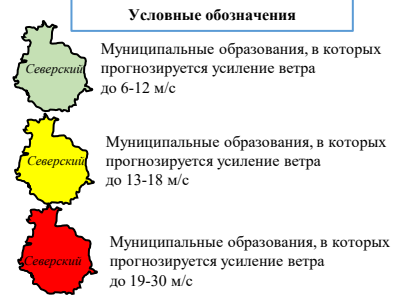 Условные обозначения
Муниципальные образования, в которых
прогнозируется усиление ветра
до 6-12 м/с
Северский
Муниципальные образования, в которых
прогнозируется усиление ветра
до 13-18 м/с
Северский
Муниципальные образования, в которых
прогнозируется усиление ветра
до 19-30 м/с
Северский